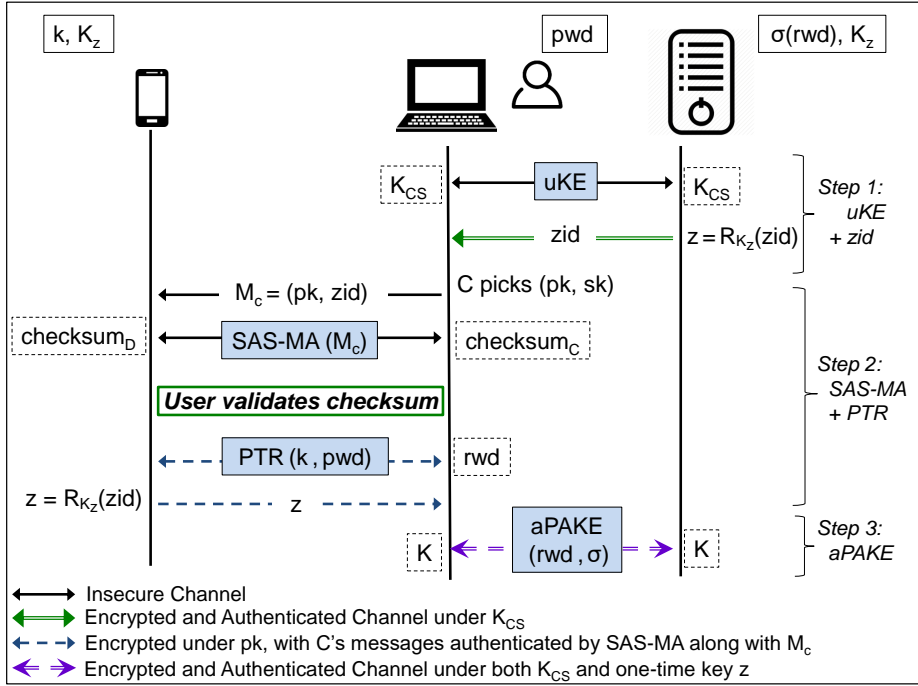 k, K_z
pwd
σ(rwd), K_z
K_CS
uKE
K_CS
Step 1:
uKE
+ zid
zid
z = R_Kz(zid)
C picks (pk, sk)
M_c = (pk, zid)
checksum_D
SAS-MA (M_c)
checksum_C
User validates checksum
Step 2:
SAS-MA
+ PTR
PTR (k , pwd)
rwd
z = R_Kz(zid)
z
K
aPAKE
(rwd , σ)
K
Step 3:
aPAKE
Insecure Channel
Encrypted and Authenticated Channel under K_CS
Encrypted under pk, with C's messages authenticated by SAS-MA along with M_c
Encrypted and Authenticated Channel under both K_CS and one-time key z